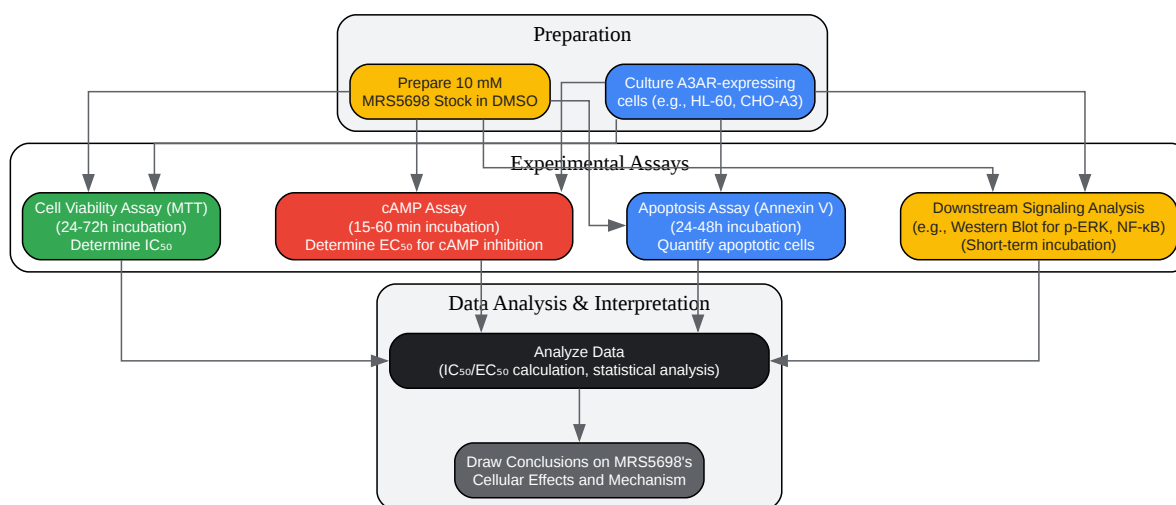 Preparation
Prepare 10 mM
MRS5698 Stock in DMSO
Culture A3AR-expressing
cells (e.g., HL-60, CHO-A3)
Experimental Assays
Cell Viability Assay (MTT)
(24-72h incubation)
Determine IC₅₀
cAMP Assay
(15-60 min incubation)
Determine EC₅₀ for cAMP inhibition
Apoptosis Assay (Annexin V)
(24-48h incubation)
Quantify apoptotic cells
Downstream Signaling Analysis
(e.g., Western Blot for p-ERK, NF-κB)
(Short-term incubation)
Data Analysis & Interpretation
Analyze Data
(IC₅₀/EC₅₀ calculation, statistical analysis)
Draw Conclusions on MRS5698's
Cellular Effects and Mechanism